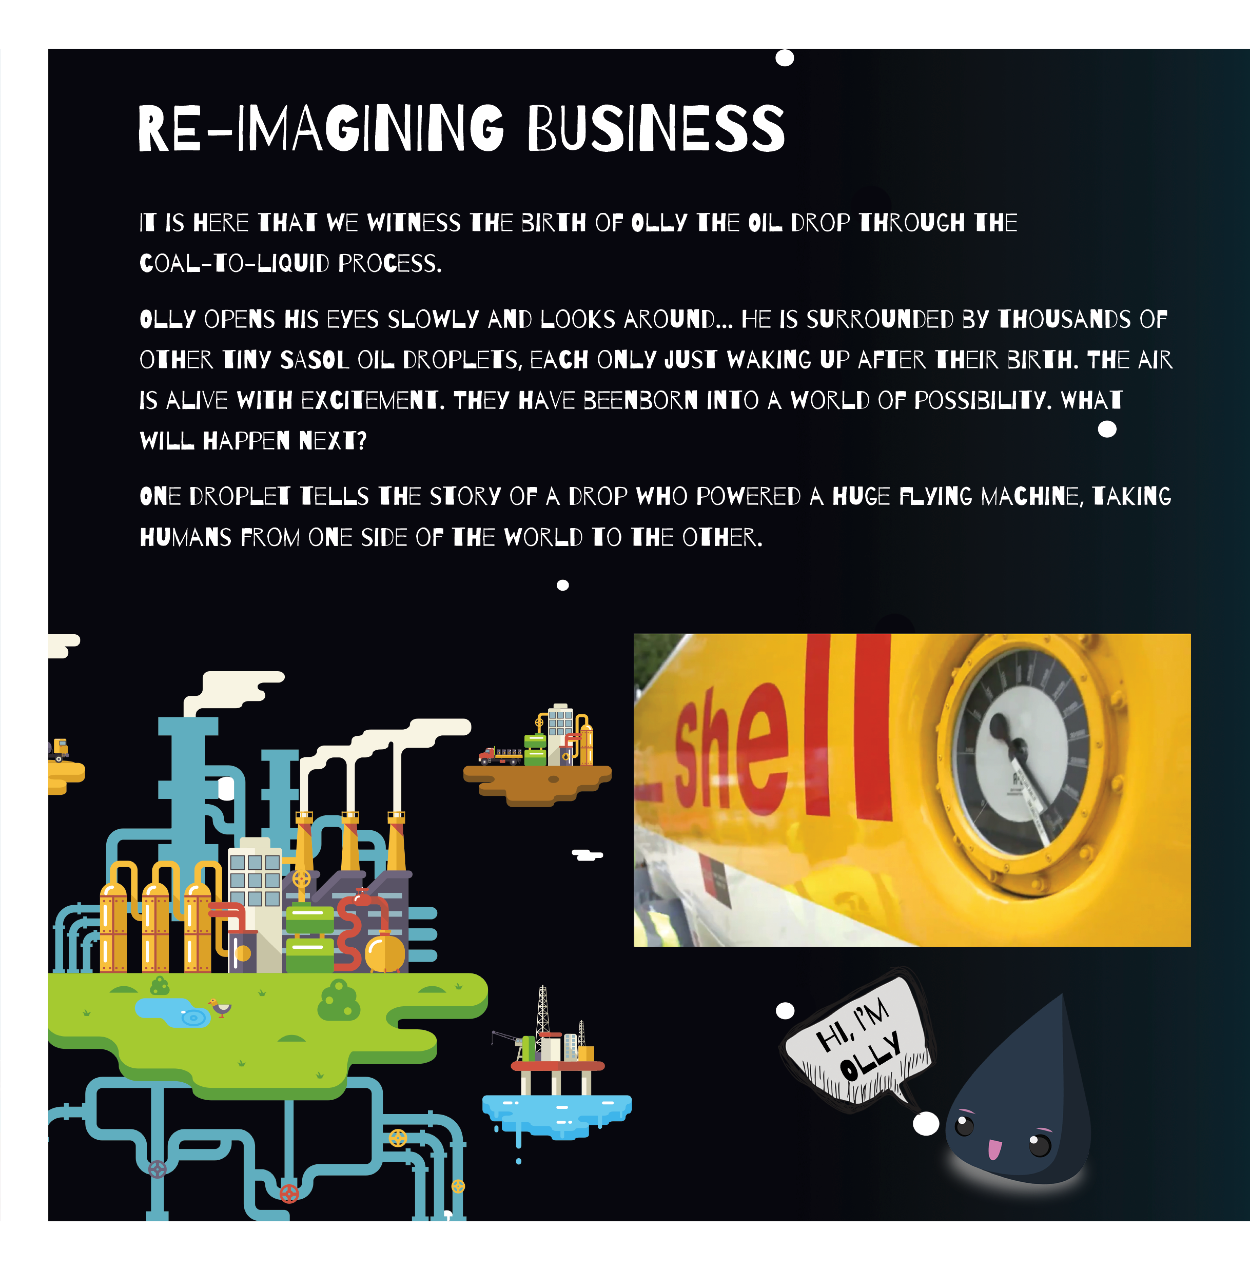 RE-IMAGINING BUSINESS
IT IS HERE THAT WE WITNESS THE BIRTH OF OLLY THE OIL DROP THROUGH THE
COAL-TO-LIQUID PROCESS.
OLLY OPENS HIS EYES SLOWLY AND LOOKS AROUND... HE IS SURROUNDED BY THOUSANDS OF
OTHER TINY SASOL OIL DROPLETS, EACH ONLY JUST WAKING UP AFTER THEIR BIRTH. THE AIR
IS ALIVE WITH EXCITEMENT. THEY HAVE BEENBORN INTO A WORLD OF POSSIBILITY. WHAT
WILL HAPPEN NEXT?
ONE DROPLET TELLS THE STORY OF A DROP WHO POWERED A HUGE FLYING MACHINE, TAKING
HUMANS FROM ONE SIDE OF THE WORLD TO THE OTHER.
shell
HI, I'M
OLLY